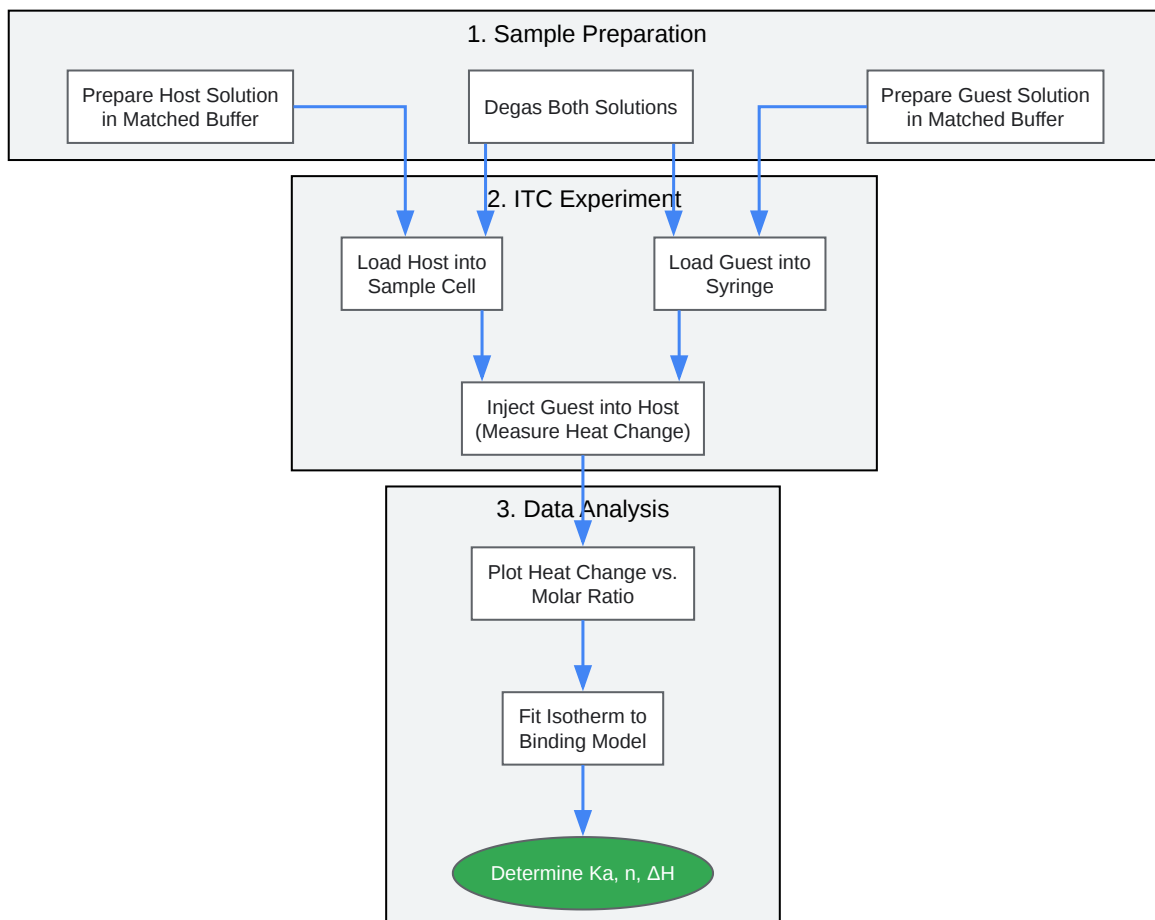 1. Sample Preparation
Prepare Host Solution
in Matched Buffer
Degas Both Solutions
Prepare Guest Solution
in Matched Buffer
2. ITC Experiment
Load Host into
Sample Cell
Load Guest into
Syringe
Inject Guest into Host
(Measure Heat Change)
3. Data Analysis
Plot Heat Change vs.
Molar Ratio
Fit Isotherm to
Binding Model
Determine Ka, n, ΔH